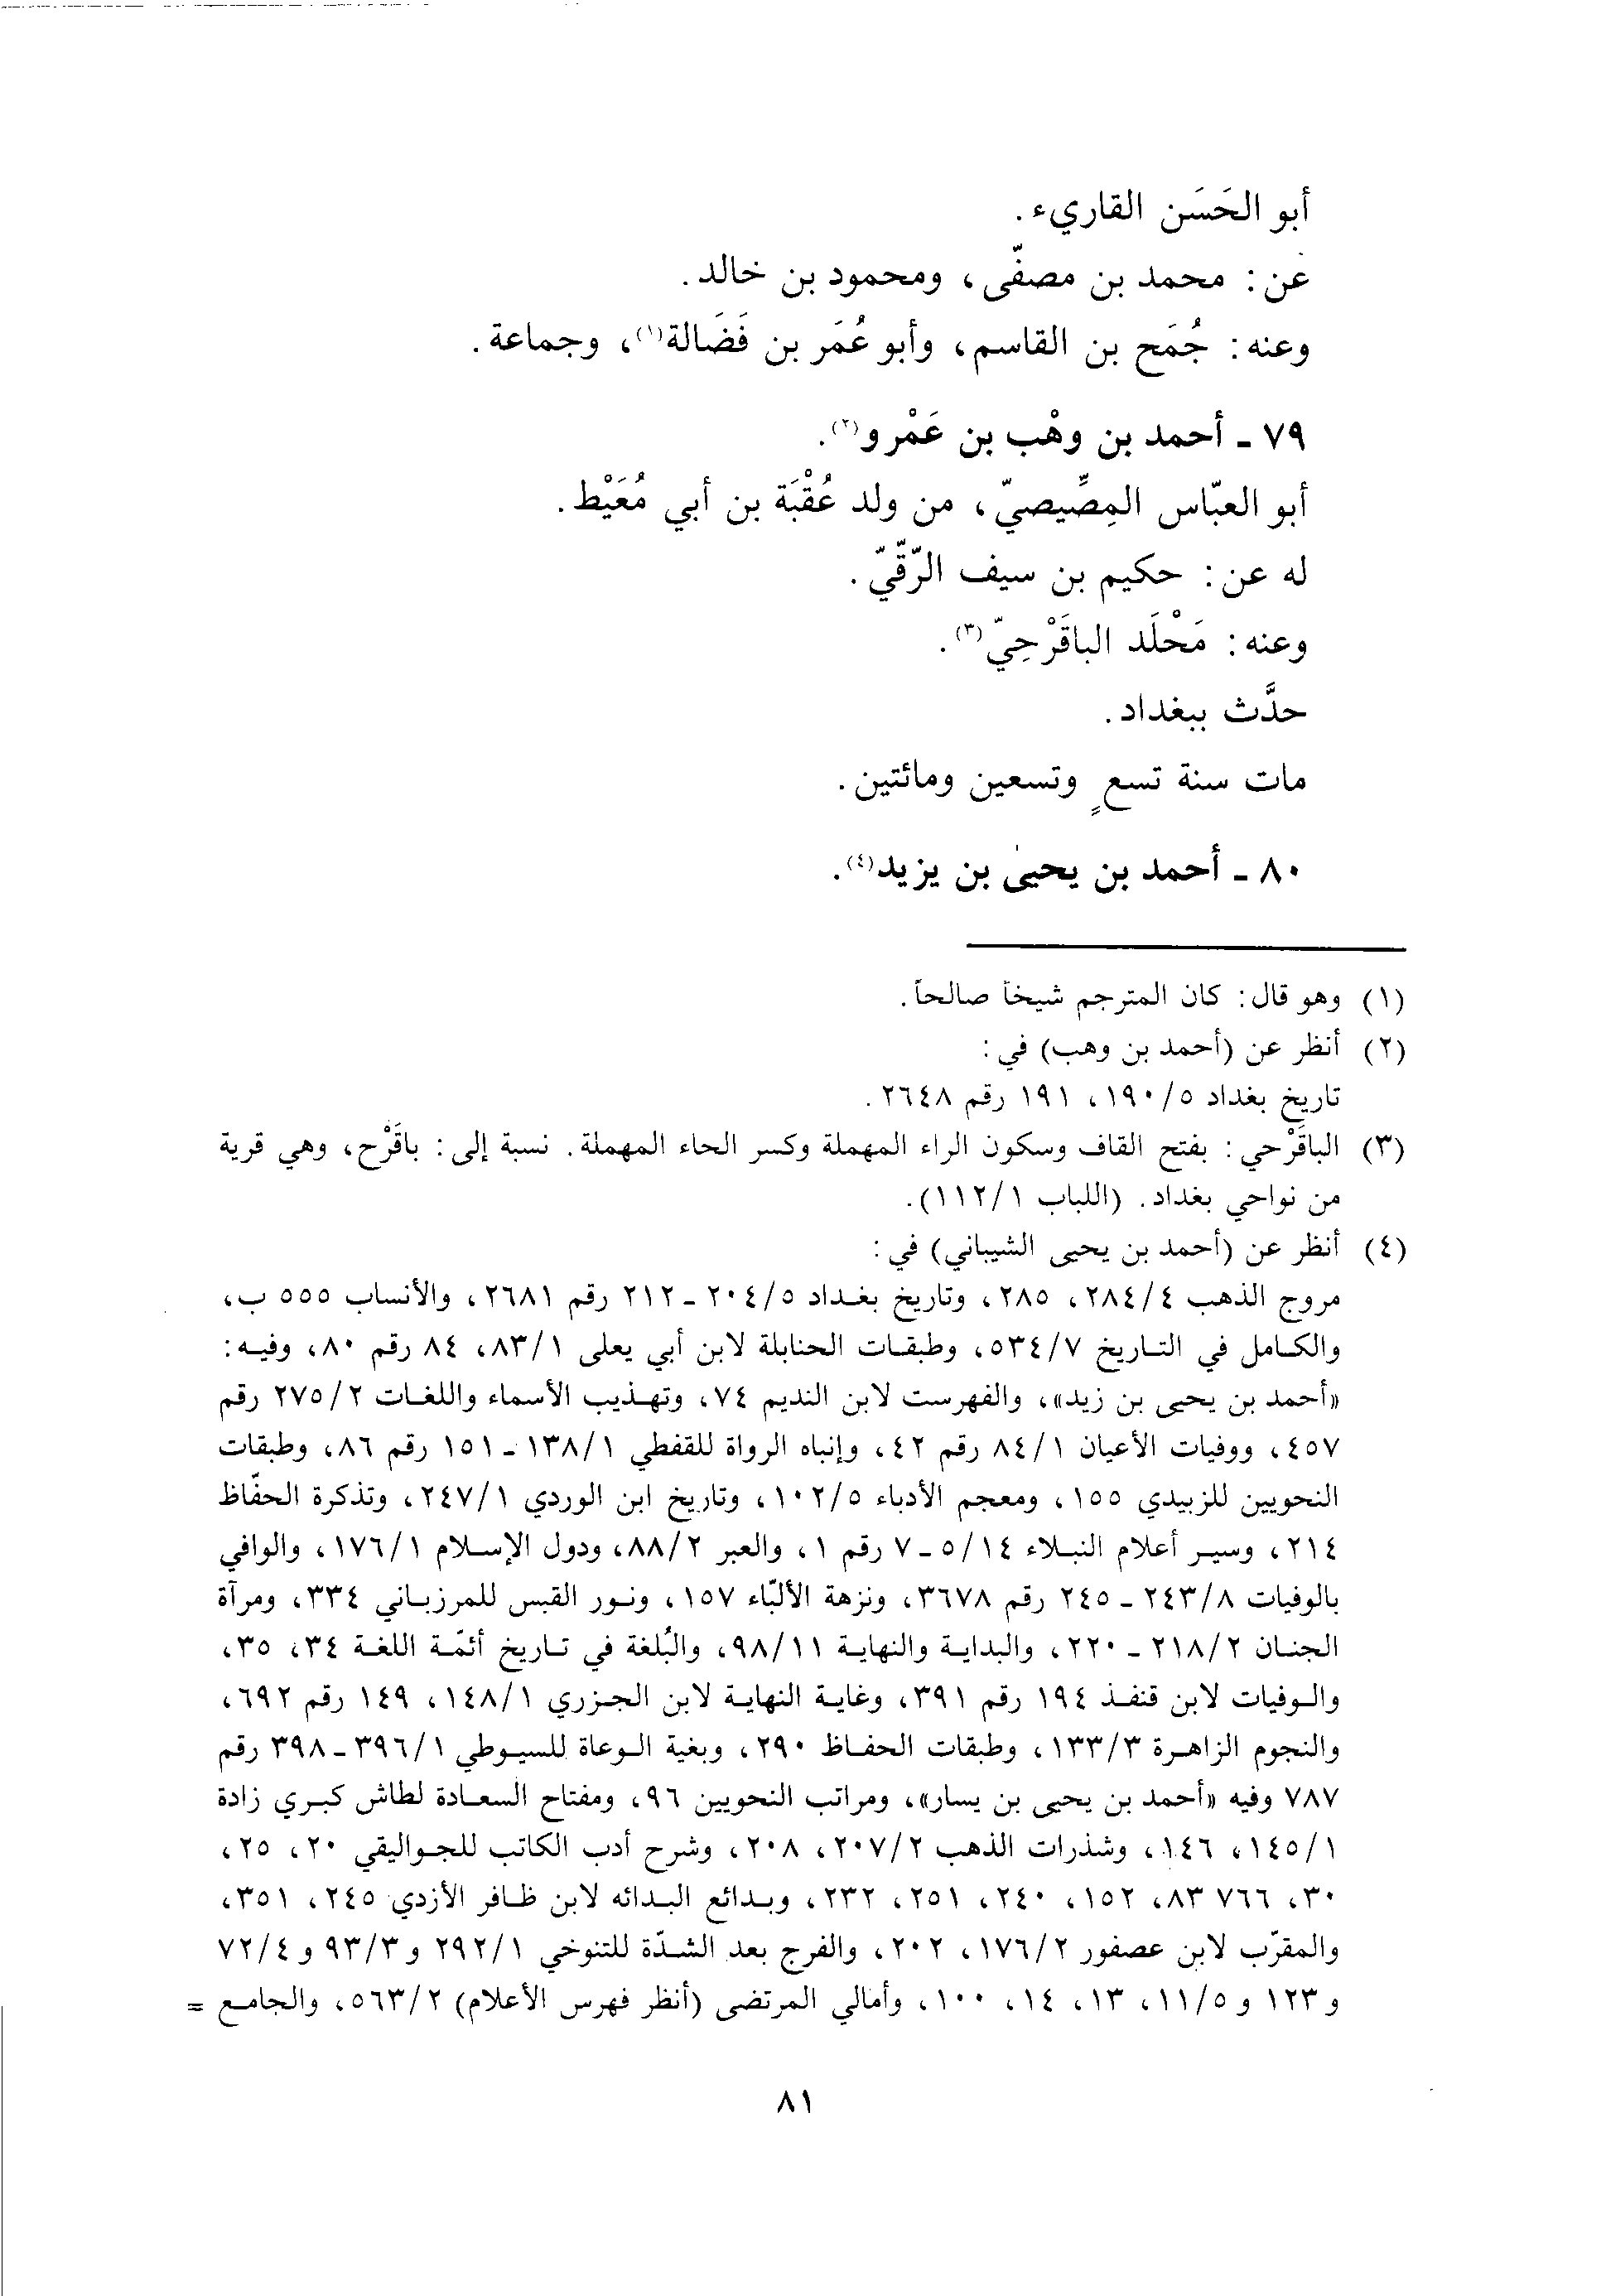 أبو الحَسَن القاريء.
عن: محمد بن مصفّى، ومحمود بن خالد.
وعنه: جُمَح بن القاسم، وأبو عُمَر بن فَضَالة(١)، وجماعة.
٧٩ ـ أحمد بن وهْب بن عَمْرو(٢).
أبو العبّاس المِصِّيصيّ، من ولد عُقْبَة بن أبي مُعَيْط.
له عن: حكيم بن سيف الرّقّيّ.
وعنه: مَخْلَد الباقَرْحِيّ(٣).
حدَّث ببغداد.
مات سنة تسعٍ وتسعين ومائتين.
٨٠ ـ أحمد بن يحيىٰ بن يزيد(٤).
(١) وهو قال: كان المترجم شيخاً صالحاً.
(٢) أنظر عن (أحمد بن وهب) في:
تاريخ بغداد ٥/١٩٠، ١٩١ رقم ٢٦٤٨.
(٣) الباقَرْحي: بفتح القاف وسكون الراء المهملة وكسر الحاء المهملة. نسبة إلى: باقَرْح، وهي قرية
من نواحي بغداد. (اللباب ١/١١٢).
(٤) أنظر عن (أحمد بن يحيى الشيباني) في:
مروج الذهب ٤/٢٨٤، ٢٨٥، وتاريخ بغداد ٥/٢٠٤ ـ ٢١٢ رقم ٢٦٨١، والأنساب ٥٥٥ ب،
والكامل في التاريخ ٧/٥٣٤، وطبقات الحنابلة لابن أبي يعلى ١/٨٣، ٨٤ رقم ٨٠، وفيه:
«أحمد بن يحيى بن زيد»، والفهرست لابن النديم ٧٤، وتهذيب الأسماء واللغات ٢/٢٧٥ رقم
٤٥٧، ووفيات الأعيان ١/٨٤ رقم ٤٢، وإنباه الرواة للقفطي ١/١٣٨ ـ ١٥١ رقم ٨٦، وطبقات
النحويين للزبيدي ١٥٥، ومعجم الأدباء ٥/١٠٢، وتاريخ ابن الوردي ١/٢٤٧، وتذكرة الحفّاظ
٢١٤، وسير أعلام النبلاء ١٤/٥ ـ ٧ رقم ١، والعبر ٢/٨٨، ودول الإسلام ١/١٧٦، والوافي
بالوفيات ٨/٢٤٣ ـ ٢٤٥ رقم ٣٦٧٨، ونزهة الألبّاء ١٥٧، ونور القبس للمرزباني ٣٣٤، ومرآة
الجنان ٢/٢١٨ ـ ٢٢٠، والبداية والنهاية ١١/٩٨، والبُلغة في تاريخ أئمّة اللغة ٣٤، ٣٥،
والوفيات لابن قنفذ ١٩٤ رقم ٣٩١، وغاية النهاية لابن الجزري ١/١٤٨، ١٤٩ رقم ٦٩٢،
والنجوم الزاهرة ٣/١٣٣، وطبقات الحفاظ ٢٩٠، وبغية الوعاة للسيوطي ١/٣٩٦ ـ ٣٩٨ رقم
٧٨٧ وفيه «أحمد بن يحيى بن يسار»، ومراتب النحويين ٩٦، ومفتاح السعادة لطاش كبري زادة
١/١٤٥، ١٤٦، وشذرات الذهب ٢/٢٠٧، ٢٠٨، وشرح أدب الكاتب للجواليقي ٢٠، ٢٥،
٣٠، ٧٦٦ ٨٣، ١٥٢، ٢٤٠، ٢٥١، ٢٣٢، وبدائع البدائه لابن ظافر الأزدي ٢٤٥، ٣٥١،
والمقرّب لابن عصفور ٢/١٧٦، ٢٠٢، والفرج بعد الشدّة للتنوخي ١/٢٩٢ و٣/٩٣ و٤/٧٢
و١٢٣ و٥/١١، ١٣، ١٤، ١٠٠، وأمالي المرتضى (أنظر فهرس الأعلام) ٢/٥٦٣، والجامع =
٨١